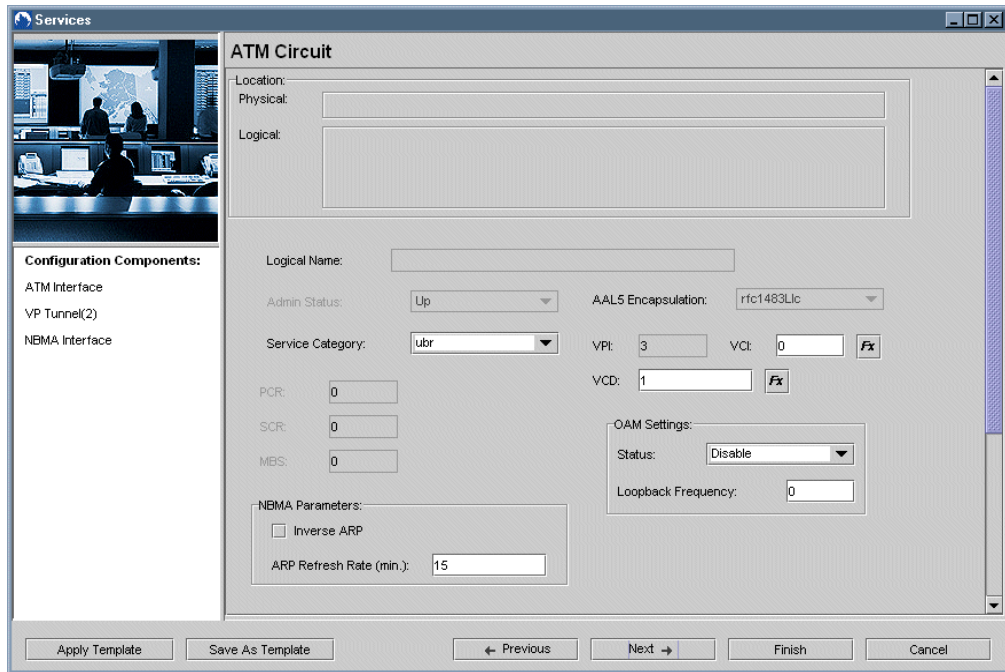 Services
ATM Circuit
Location:
Physical:
Logical:
Configuration Components:
ATM Interface
VP Tunnel(2)
NBMA Interface
Logical Name:
Admin Status: Up
AAL5 Encapsulation: rfc1483Llc
Service Category: ubr
VPI: 3 VCI: 0 Fx
VCD: 1 Fx
PCR: 0
SCR: 0
MBS: 0
OAM Settings:
Status: Disable
Loopback Frequency: 0
NBMA Parameters:
Inverse ARP
ARP Refresh Rate (min.): 15
Apply Template Save As Template Previous Next Finish Cancel